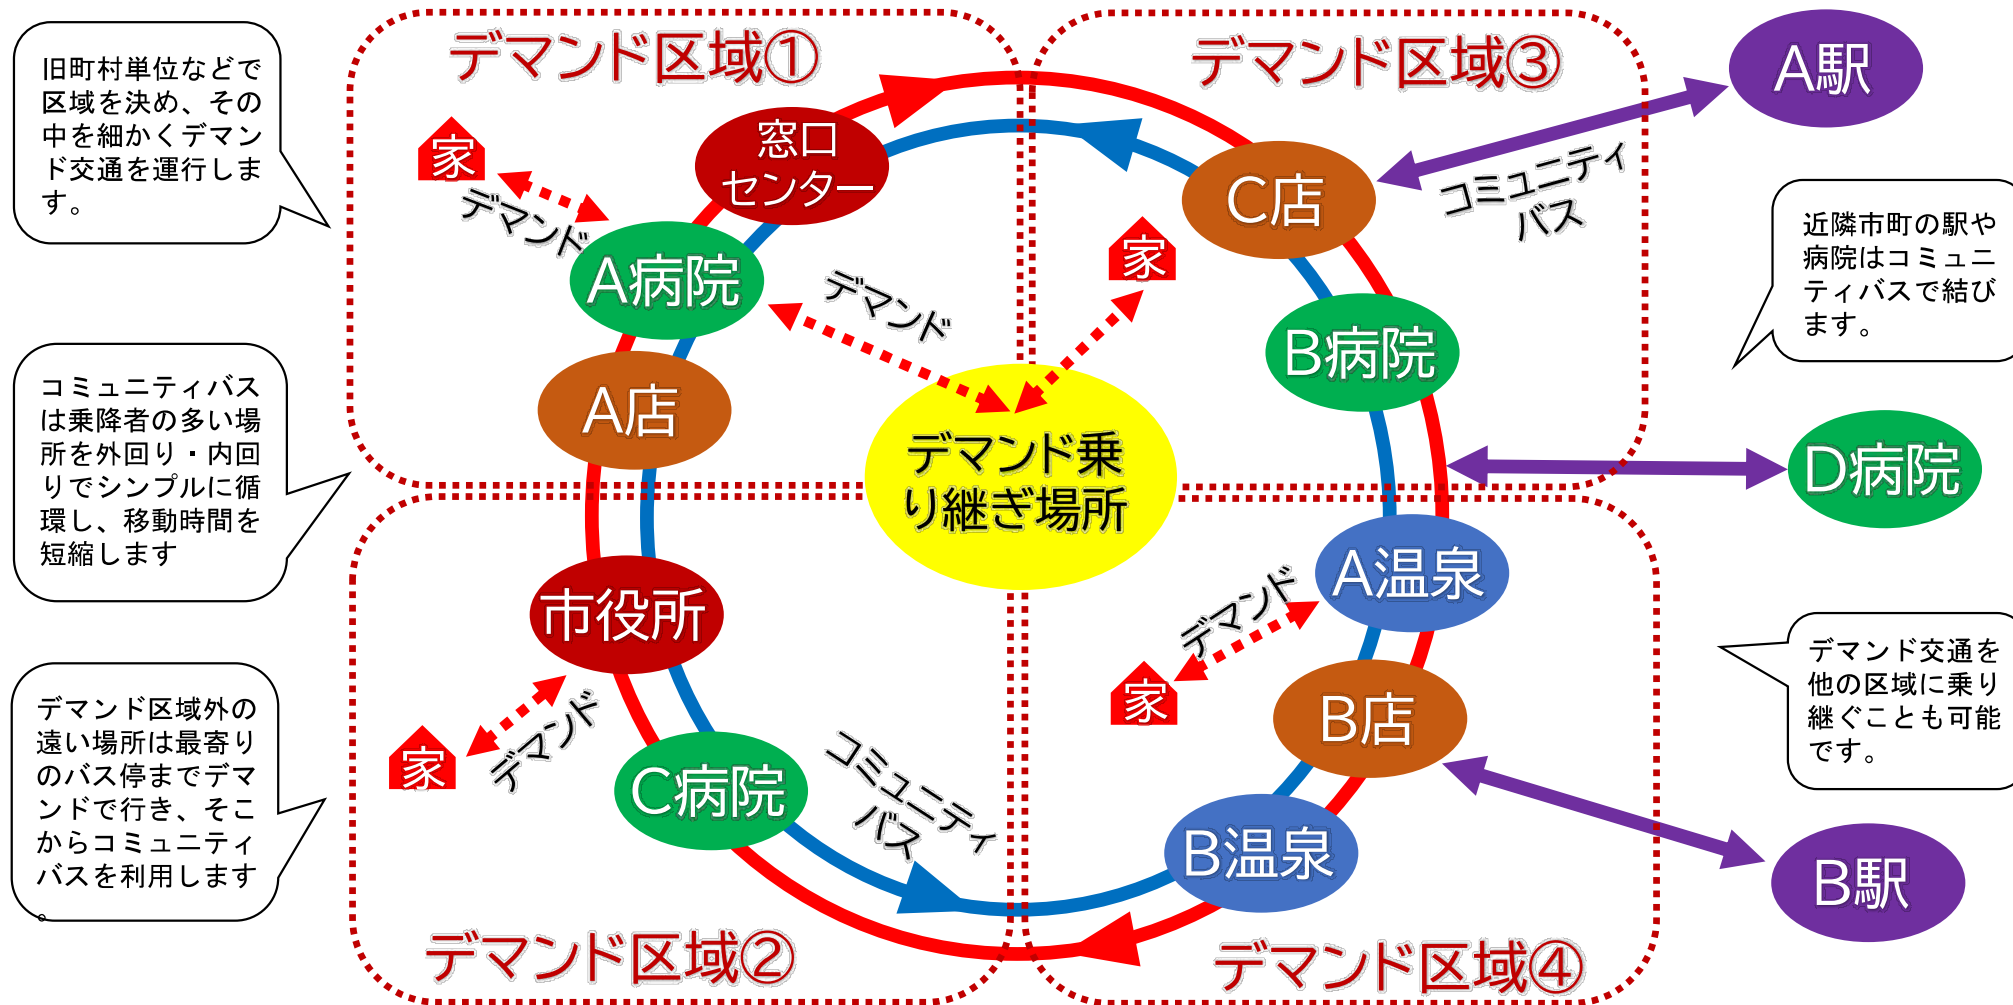 デマンド区域①
デマンド区域③
A駅
旧町村単位などで
区域を決め、その
中を細かくデマン
ド交通を運行しま
す。
家
デマンド
窓口
センター
C店
コミュニティ
バス
A病院
デマンド
家
近隣市町の駅や
病院はコミュニ
ティバスで結び
ます。
B病院
A店
コミュニティバス
は乗降者の多い場
所を外回り・内回
りでシンプルに循
環し、移動時間を
短縮します
デマンド乗
り継ぎ場所
D病院
市役所
A温泉
デマンド
家
B店
デマンド交通を
他の区域に乗り
継ぐことも可能
です。
デマンド区域外の
遠い場所は最寄り
のバス停までデマ
ンドで行き、そこ
からコミュニティ
バスを利用します
。
家
デマンド
C病院
コミュニティ
バス
B温泉
B駅
デマンド区域②
デマンド区域④